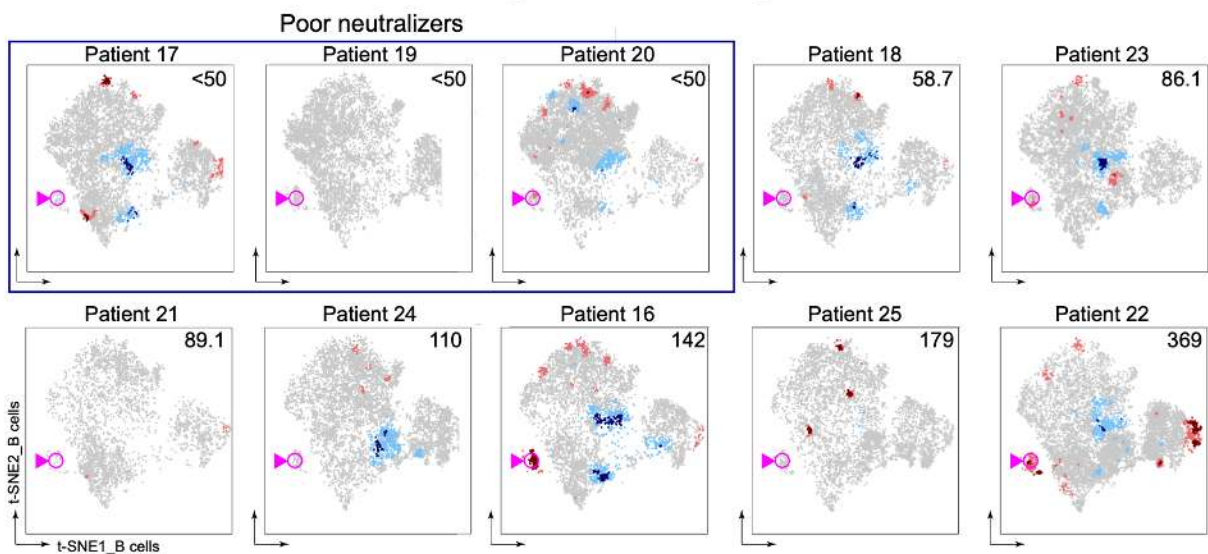 Poor neutralizers
Patient 17 Patient 19 Patient 20 Patient 18 Patient 23
<50 <50 <50 58.7 86.1
Patient 21 Patient 24 Patient 16 Patient 25 Patient 22
89.1 110 142 179 369
t-SNE2_B cells
t-SNE1_B cells